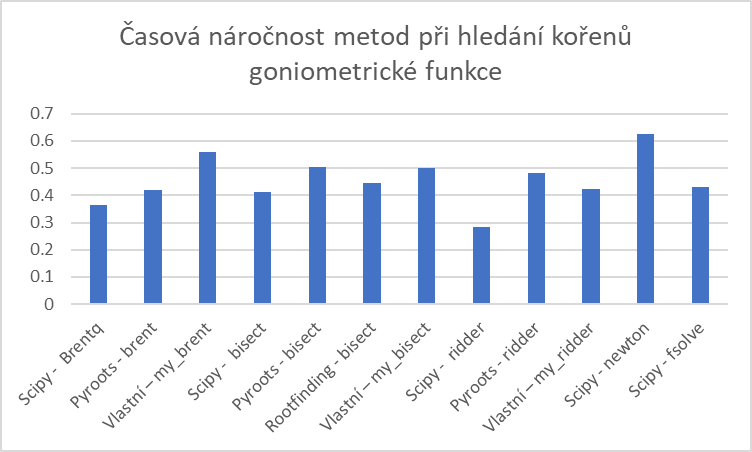 Časová náročnost metod při hledání kořenů
goniometrické funkce
0.7
0.6
0.5
0.4
0.3
0.2
0.1
0
Scipy - Brentq
Pyroots - brent
Vlastní – my_brent
Scipy - bisect
Pyroots - bisect
Rootfinding - bisect
Vlastní – my_bisect
Scipy - ridder
Pyroots - ridder
Vlastní – my_ridder
Scipy - newton
Scipy - fsolve